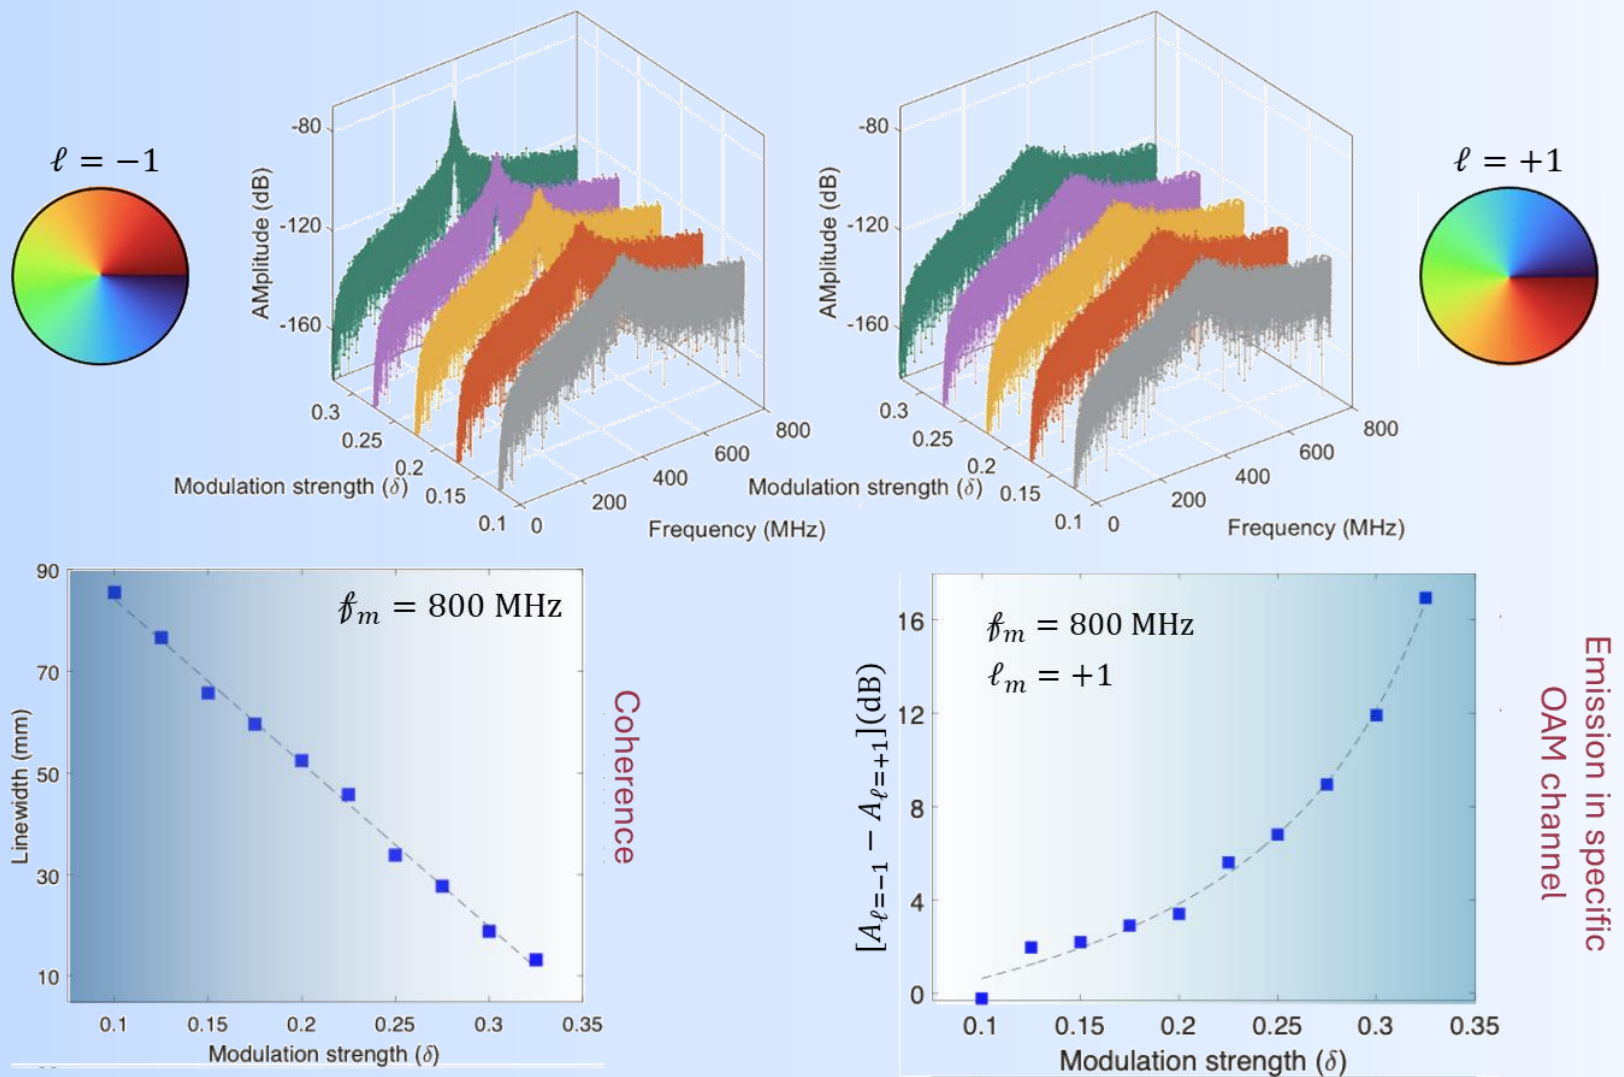 ℓ = −1
-80
-120
-160
AMplitude (dB)
0.3
0.25
0.2
0.15
0.1
Modulation strength (δ)
0
200
400
600
800
Frequency (MHz)
-80
-120
-160
AMplitude (dB)
0.3
0.25
0.2
0.15
0.1
Modulation strength (δ)
0
200
400
600
800
Frequency (MHz)
ℓ = +1
90
70
50
30
10
Linewidth (mm)
fₘ = 800 MHz
0.1
0.15
0.2
0.25
0.3
0.35
Modulation strength (δ)
Coherence
16
12
8
4
0
[Aℓ=−1 − Aℓ=+1](dB)
fₘ = 800 MHz
ℓₘ = +1
0.1
0.15
0.2
0.25
0.3
0.35
Modulation strength (δ)
Emission in specific
OAM channel